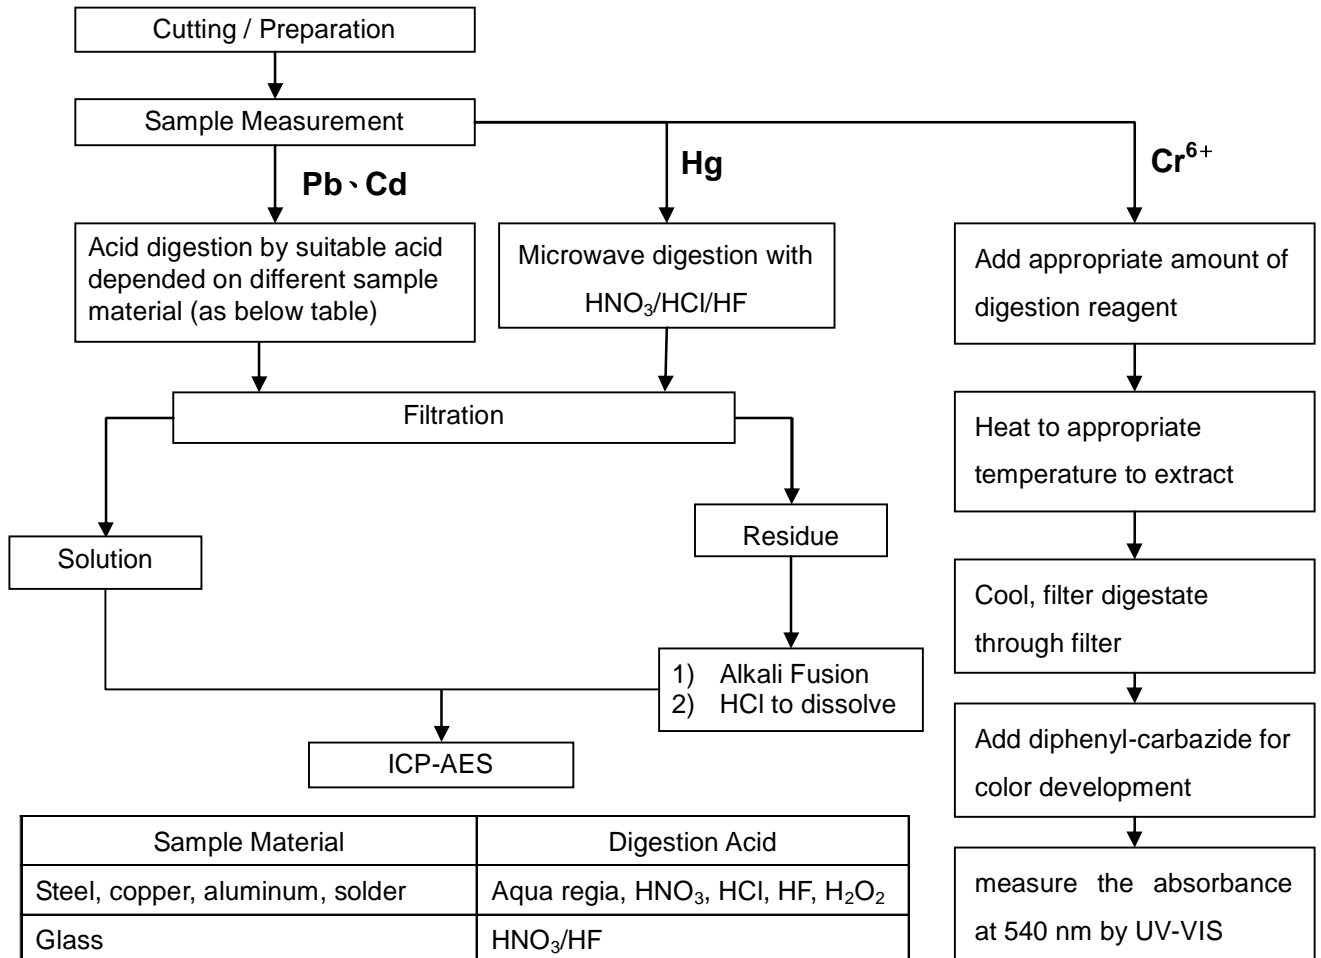 Cutting / Preparation
Sample Measurement
Pb、Cd
Hg
Cr⁶⁺
Acid digestion by suitable acid
depended on different sample
material (as below table)
Microwave digestion with
HNO₃/HCl/HF
Add appropriate amount of
digestion reagent
Filtration
Heat to appropriate
temperature to extract
Solution
Residue
Cool, filter digestate
through filter
1) Alkali Fusion
2) HCl to dissolve
ICP-AES
Add diphenyl-carbazide for
color development
measure the absorbance
at 540 nm by UV-VIS
Sample Material Digestion Acid
Steel, copper, aluminum, solder Aqua regia, HNO₃, HCl, HF, H₂O₂
Glass HNO₃/HF